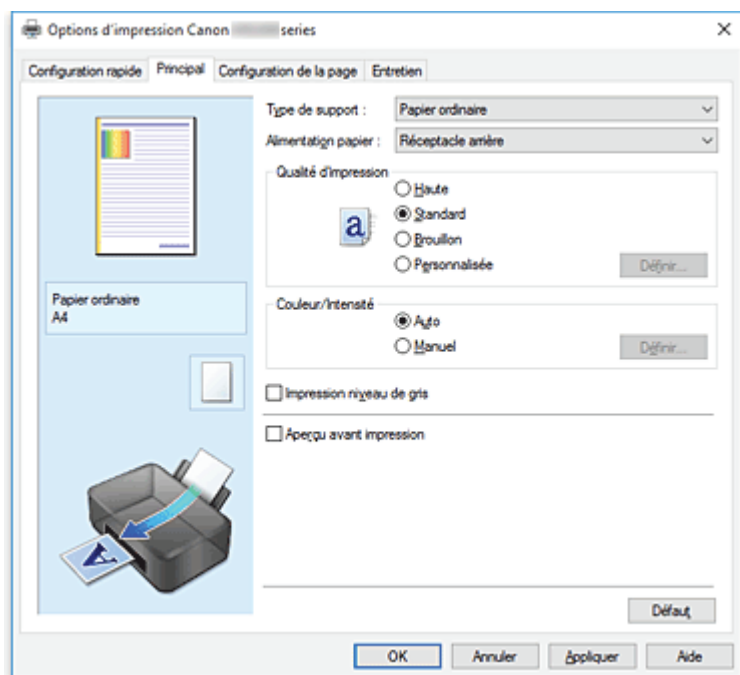 Options d'impression Canon series
Configuration rapide Principal Configuration de la page Entretien
Type de support : Papier ordinaire
Alimentation papier : Réceptacle arrière
Qualité d'impression
Haute
a Standard
Brouillon
Personnalisée Définir...
Papier ordinaire
A4
Couleur/Intensité
Auto
Manuel Définir...
Impression niveau de gris
Aperçu avant impression
A
Défaut
OK Annuler Appliquer Aide